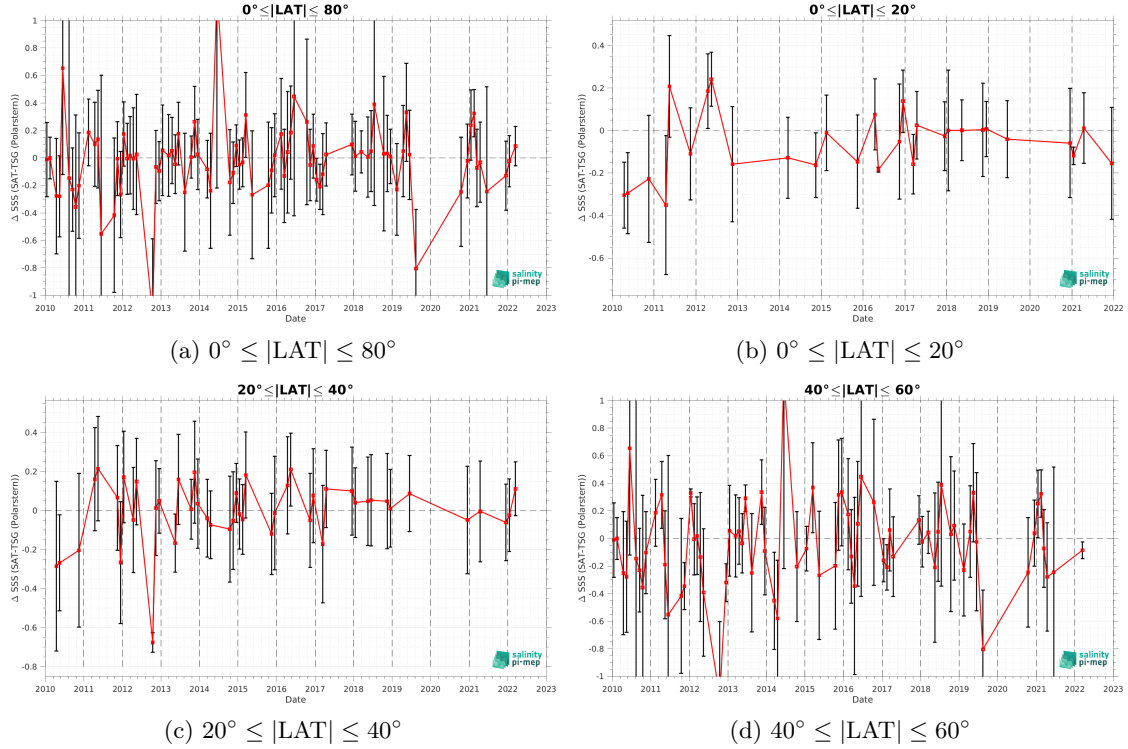 0°≤|LAT|≤ 80°
1
0.8
0.6
0.4
0.2
0
-0.2
-0.4
-0.6
-0.8
-1
Δ SSS (SAT-TSG (Polarstern))
2010 2011 2012 2013 2014 2015 2016 2017 2018 2019 2020 2021 2022 2023
Date
salinity
pi-mep
(a) 0° ≤ |LAT| ≤ 80°
0°≤|LAT|≤ 20°
0.4
0.2
0
-0.2
-0.4
-0.6
Δ SSS (SAT-TSG (Polarstern))
2010 2011 2012 2013 2014 2015 2016 2017 2018 2019 2020 2021 2022
Date
salinity
pi-mep
(b) 0° ≤ |LAT| ≤ 20°
20°≤|LAT|≤ 40°
0.4
0.2
0
-0.2
-0.4
-0.6
-0.8
Δ SSS (SAT-TSG (Polarstern))
2010 2011 2012 2013 2014 2015 2016 2017 2018 2019 2020 2021 2022 2023
Date
salinity
pi-mep
(c) 20° ≤ |LAT| ≤ 40°
40°≤|LAT|≤ 60°
1
0.8
0.6
0.4
0.2
0
-0.2
-0.4
-0.6
-0.8
-1
Δ SSS (SAT-TSG (Polarstern))
2010 2011 2012 2013 2014 2015 2016 2017 2018 2019 2020 2021 2022 2023
Date
salinity
pi-mep
(d) 40° ≤ |LAT| ≤ 60°